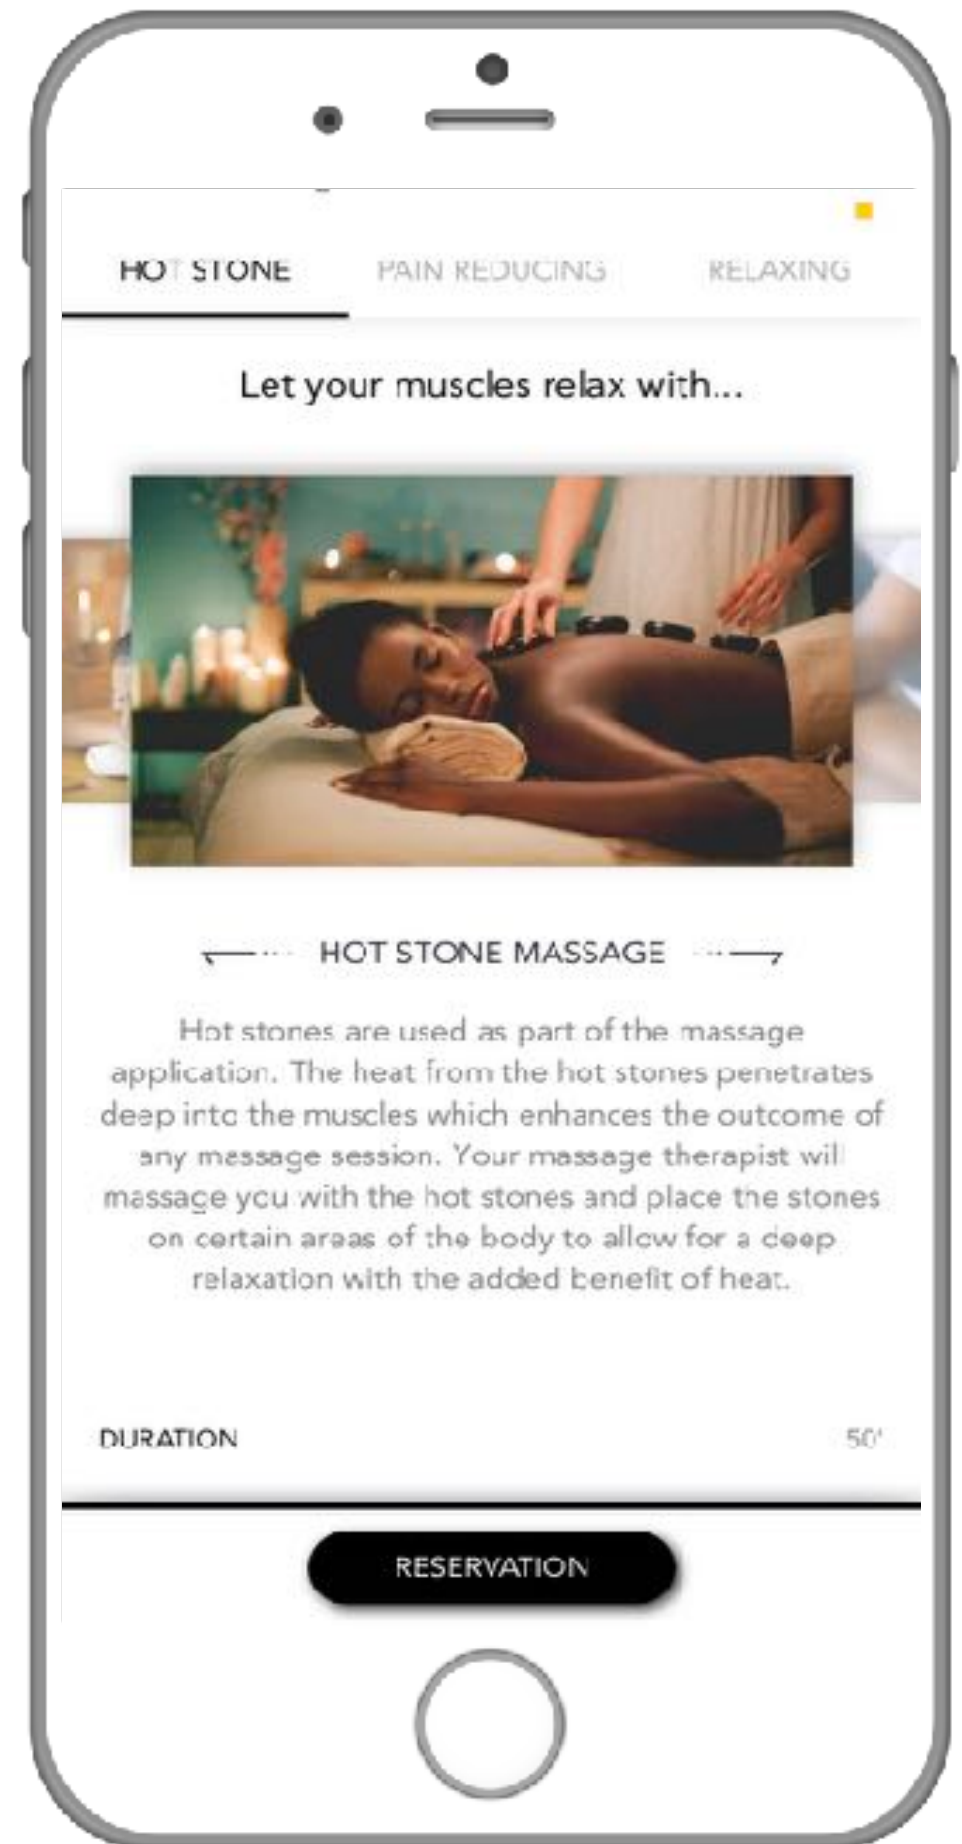 HOT STONE PAIN REDUCING RELAXING
Let your muscles relax with...
HOT STONE MASSAGE
Hot stones are used as part of the massage
application. The heat from the hot stones penetrates
deep into the muscles which enhances the outcome of
any massage session. Your massage therapist will
massage you with the hot stones and place the stones
on certain areas of the body to allow for a deep
relaxation with the added benefit of heat.
DURATION 50'
RESERVATION